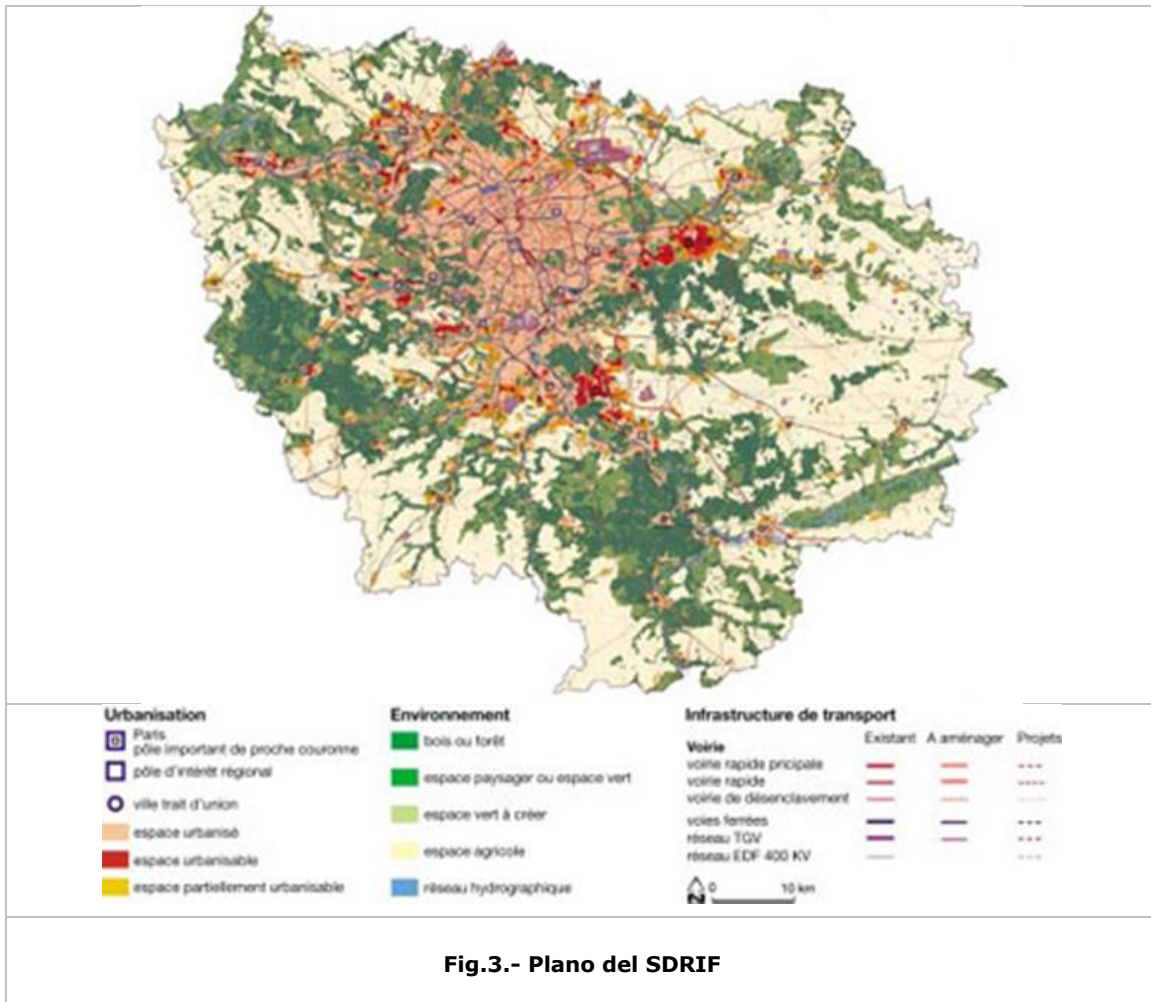 Urbanisation
Paris
pôle important de proche couronne
pôle d'intérêt régional
ville trait d'union
espace urbanisé
espace urbanisable
espace partiellement urbanisable
Environnement
bois ou forêt
espace paysager ou espace vert
espace vert à créer
espace agricole
réseau hydrographique
Infrastructure de transport
Voirie Existant A aménager Projets
voirie rapide pricipale
voirie rapide
voirie de désenclavement
voies ferrées
réseau TGV
réseau EDF 400 KV
N 0 10 km
Fig.3.- Plano del SDRIF